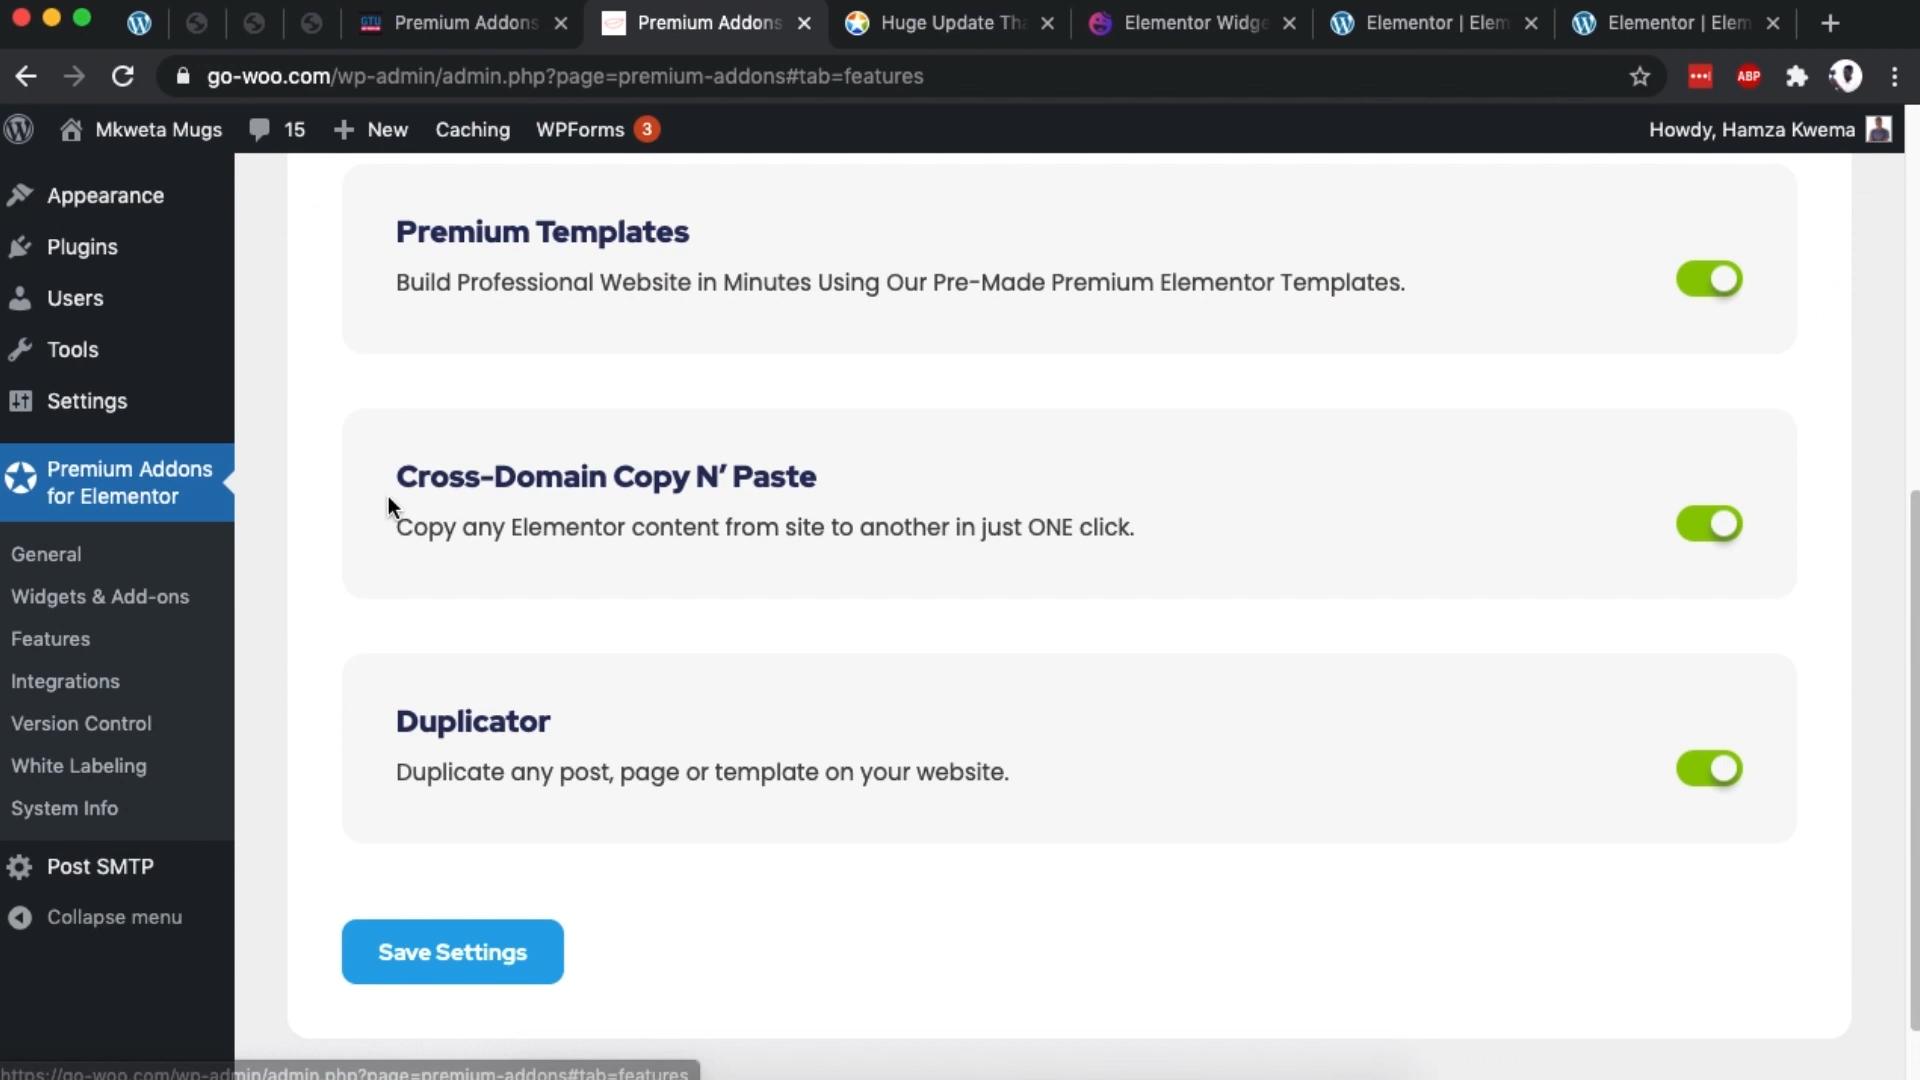 Premium Addons
Premium Addons
Huge Update Tha
Elementor Widge
Elementor | Elem
Elementor | Elem
go-woo.com/wp-admin/admin.php?page=premium-addons#tab=features
ABP
Mkweta Mugs
15
New
Caching
WPForms 3
Howdy, Hamza Kwema
Appearance
Plugins
Users
Tools
Settings
Premium Addons
for Elementor
General
Widgets & Add-ons
Features
Integrations
Version Control
White Labeling
System Info
Post SMTP
Collapse menu
Premium Templates
Build Professional Website in Minutes Using Our Pre-Made Premium Elementor Templates.
Cross-Domain Copy N’ Paste
Copy any Elementor content from site to another in just ONE click.
Duplicator
Duplicate any post, page or template on your website.
Save Settings
https://go-woo.com/wp-admin/admin.php?page=premium-addons#tab=features